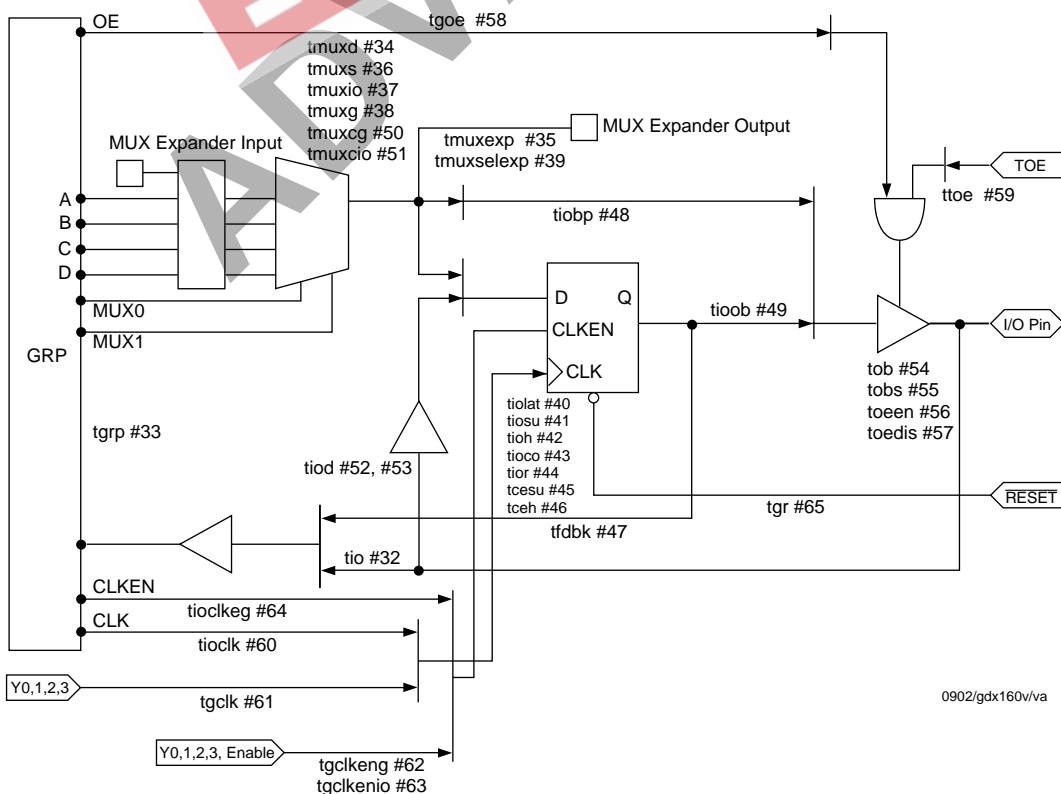 OE
tgoe #58
tmuxd #34
tmuxs #36
tmuxio #37
tmuxg #38
tmuxcg #50
tmuxcio #51
MUX Expander Input
MUX Expander Output
tmuxexp #35
tmuxselexp #39
TOE
ttoe #59
A
B
C
D
tiobp #48
MUX0
MUX1
GRP
D Q
CLKEN
CLK
tioob #49
I/O Pin
tob #54
tobs #55
toeen #56
toedis #57
tiolat #40
tiosu #41
tioh #42
tioco #43
tior #44
tcesu #45
tceh #46
tgrp #33
tiod #52, #53
RESET
tgr #65
tfdbk #47
tio #32
CLKEN
tioclkeg #64
CLK
tioclk #60
Y0,1,2,3
tgclk #61
0902/gdx160v/va
Y0,1,2,3, Enable
tgclkeng #62
tgclkenio #63